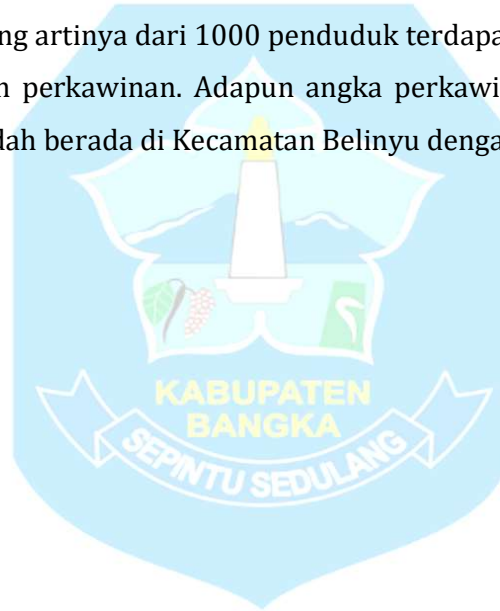 ng artinya dari 1000 penduduk terdapa
n perkawinan. Adapun angka perkawi
dah berada di Kecamatan Belinyu denga
KABUPATEN
BANGKA
SEPINTU SEDULANG